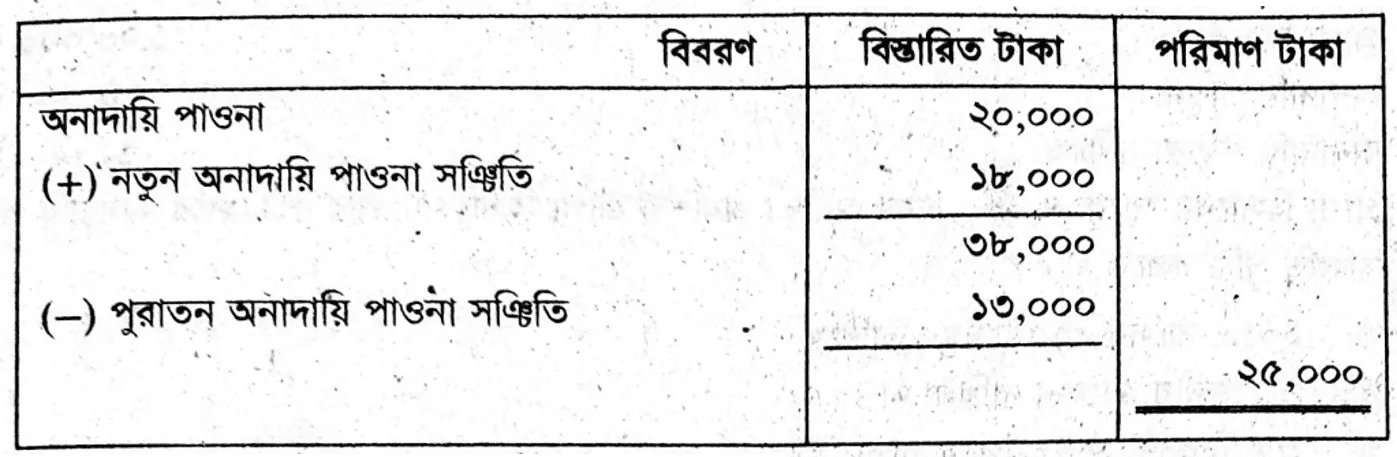 বিবরণ বিস্তারিত টাকা পরিমাণ টাকা
অনাদায়ি পাওনা ২০,০০০
(+) নতুন অনাদায়ি পাওনা সঞ্চিতি ১৮,০০০
৩৮,০০০
(−) পুরাতন অনাদায়ি পাওনা সঞ্চিতি ১৩,০০০
২৫,০০০